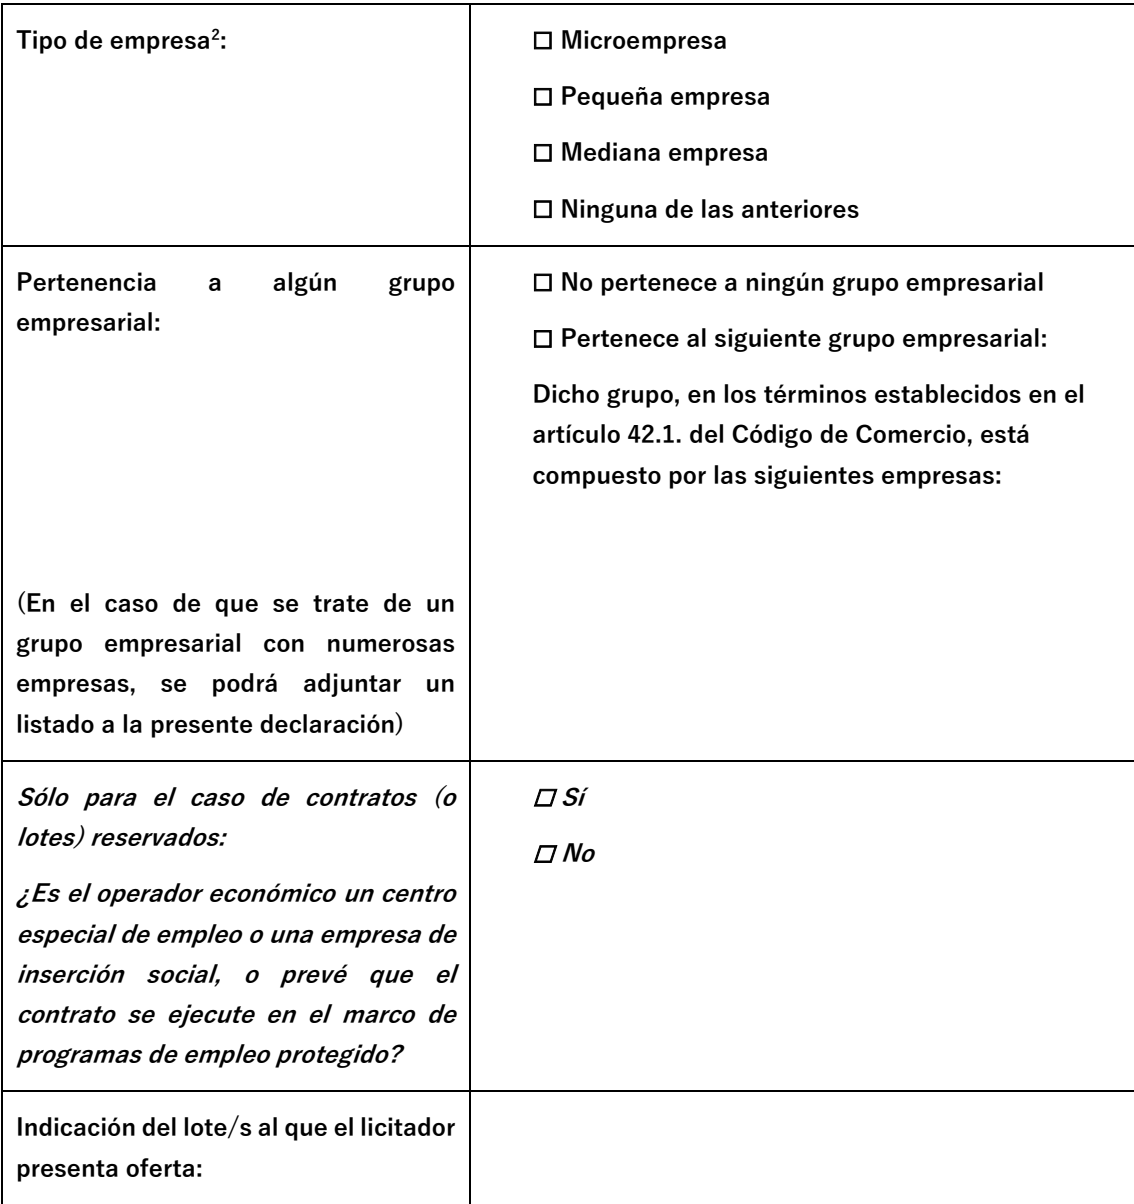 Tipo de empresa²:
☐ Microempresa
☐ Pequeña empresa
☐ Mediana empresa
☐ Ninguna de las anteriores
Pertenencia a algún grupo
empresarial:
(En el caso de que se trate de un
grupo empresarial con numerosas
empresas, se podrá adjuntar un
listado a la presente declaración)
☐ No pertenece a ningún grupo empresarial
☐ Pertenece al siguiente grupo empresarial:
Dicho grupo, en los términos establecidos en el
artículo 42.1. del Código de Comercio, está
compuesto por las siguientes empresas:
Sólo para el caso de contratos (o
lotes) reservados:
¿Es el operador económico un centro
especial de empleo o una empresa de
inserción social, o prevé que el
contrato se ejecute en el marco de
programas de empleo protegido?
☐ Sí
☐ No
Indicación del lote/s al que el licitador
presenta oferta: